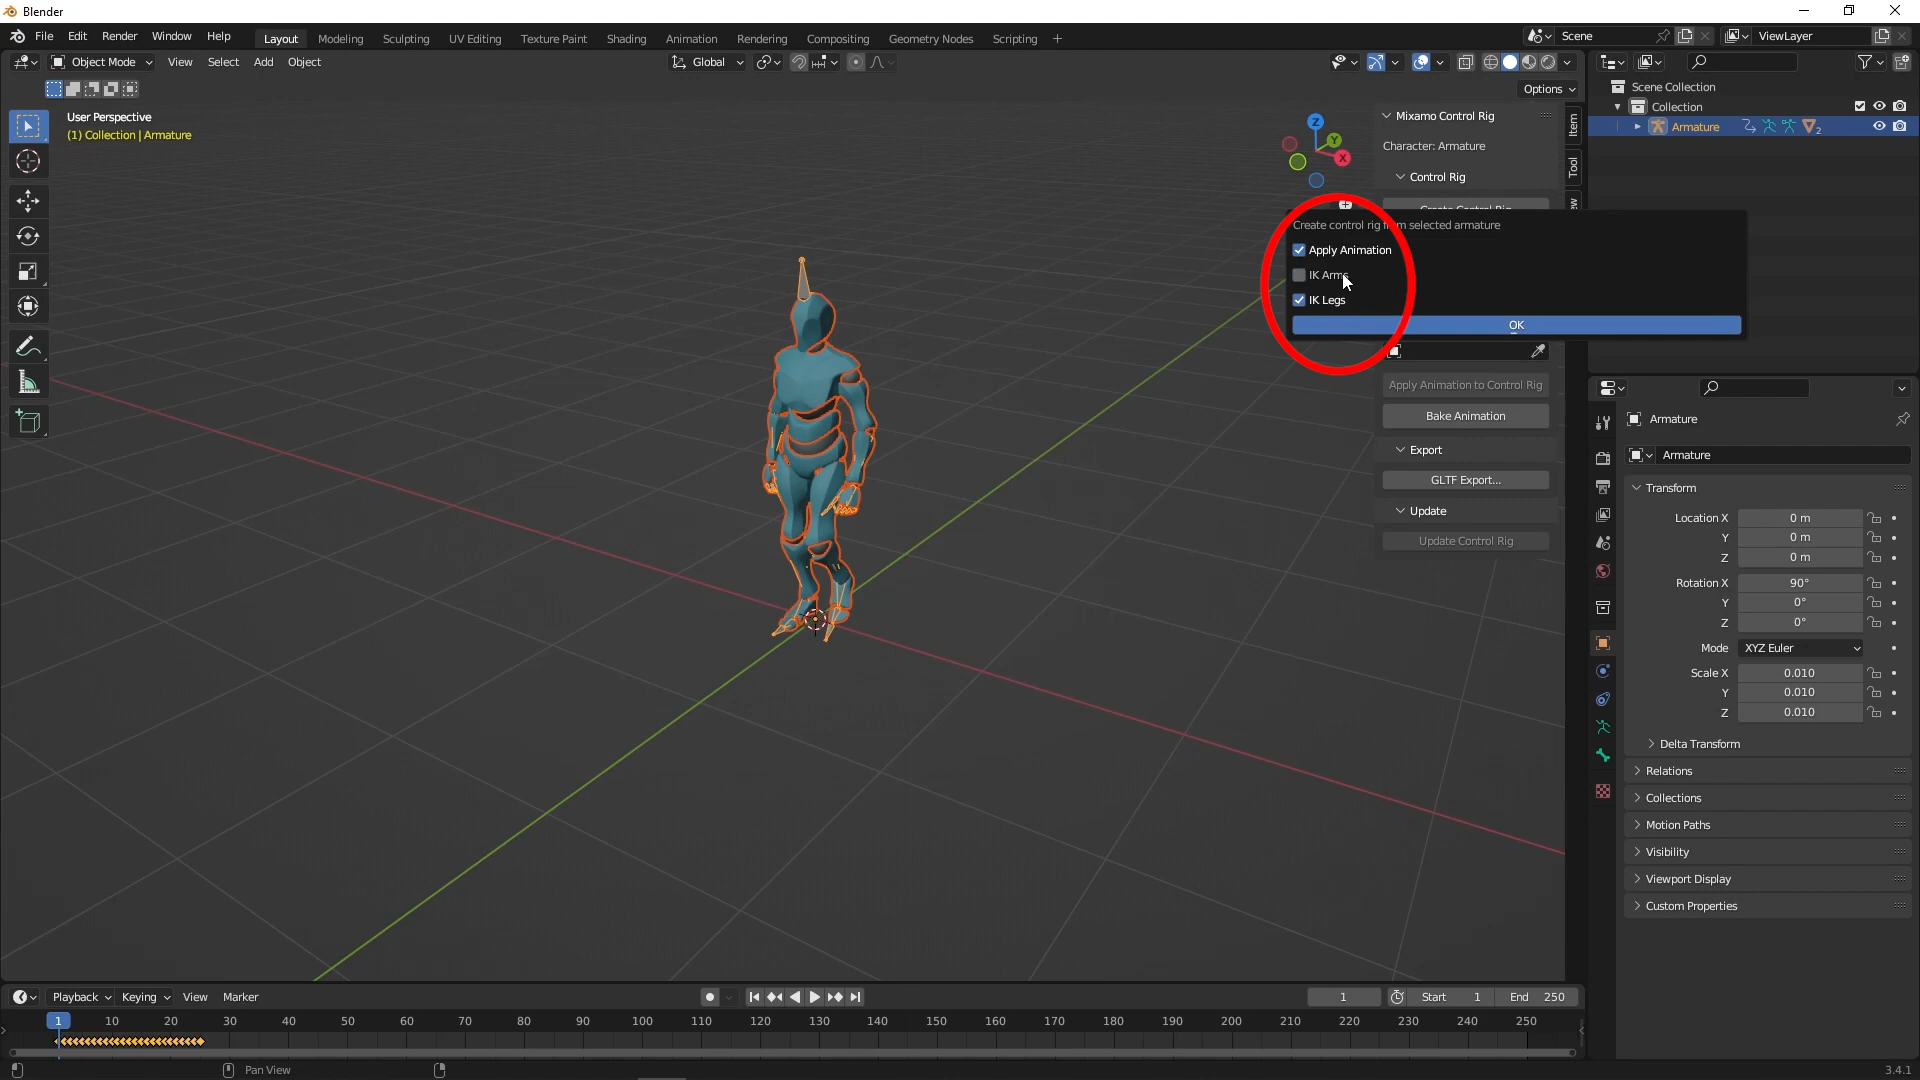 Blender
File Edit Render Window Help
Layout Modeling Sculpting UV Editing Texture Paint Shading Animation Rendering Compositing Geometry Nodes Scripting +
Scene
ViewLayer
Object Mode View Select Add Object
Global
Options
User Perspective
(1) Collection | Armature
Z
Y
X
Mixamo Control Rig
Character: Armature
Control Rig
Create control rig from selected armature
Apply Animation
IK Arms
IK Legs
OK
Apply Animation to Control Rig
Bake Animation
Export
GLTF Export...
Update
Update Control Rig
Item
Tool
Scene Collection
Collection
Armature
2
Armature
Armature
Transform
Location X 0 m
Y 0 m
Z 0 m
Rotation X 90°
Y 0°
Z 0°
Mode XYZ Euler
Scale X 0.010
Y 0.010
Z 0.010
Delta Transform
Relations
Collections
Motion Paths
Visibility
Viewport Display
Custom Properties
Playback Keying View Marker
1
Start 1
End 250
1 10 20 30 40 50 60 70 80 90 100 110 120 130 140 150 160 170 180 190 200 210 220 230 240 250
Pan View
3.4.1